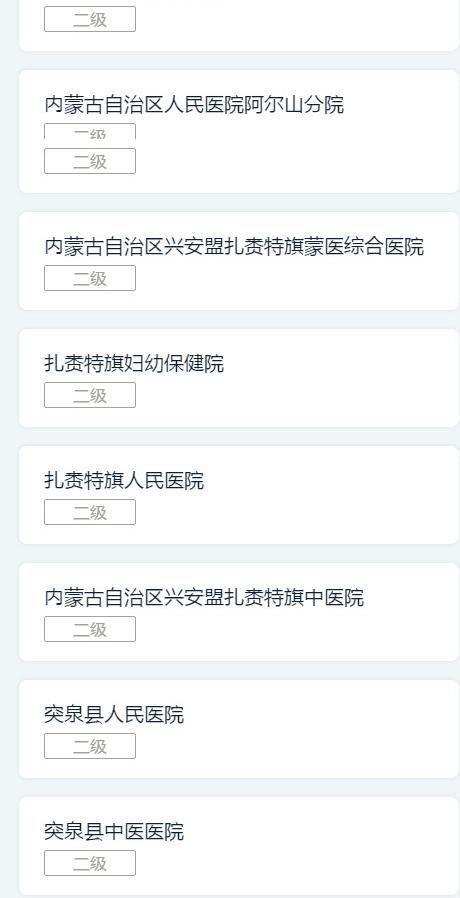 二级
内蒙古自治区人民医院阿尔山分院
二级
二级
内蒙古自治区兴安盟扎赉特旗蒙医综合医院
二级
扎赉特旗妇幼保健院
二级
扎赉特旗人民医院
二级
内蒙古自治区兴安盟扎赉特旗中医院
二级
突泉县人民医院
二级
突泉县中医医院
二级